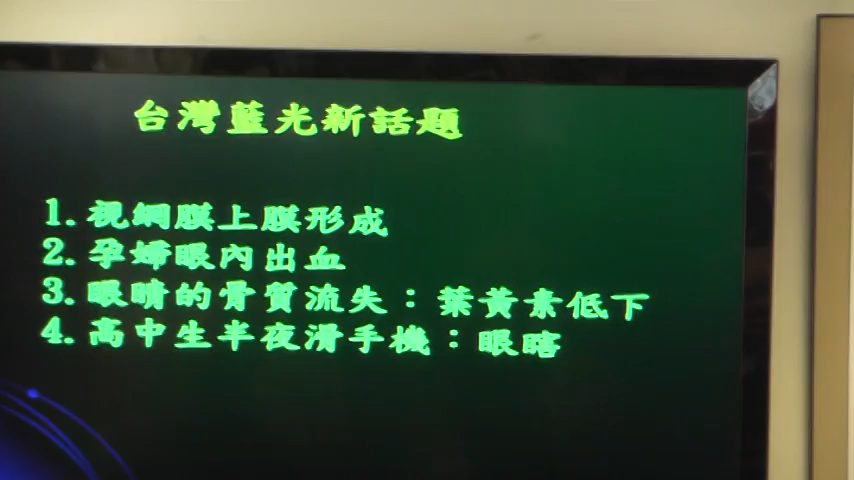 台灣藍光新話題
1. 視網膜上膜形成
2. 孕婦眼內出血
3. 眼睛的骨質流失：葉黃素低下
4. 高中生半夜滑手機：眼瞎